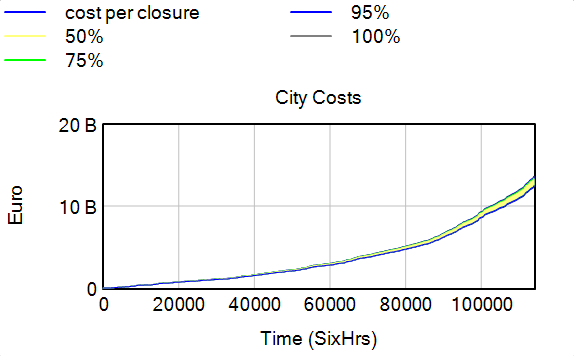 cost per closure 95%
50% 100%
75%
City Costs
20 B
10 B
0
Euro
0 20000 40000 60000 80000 100000
Time (SixHrs)